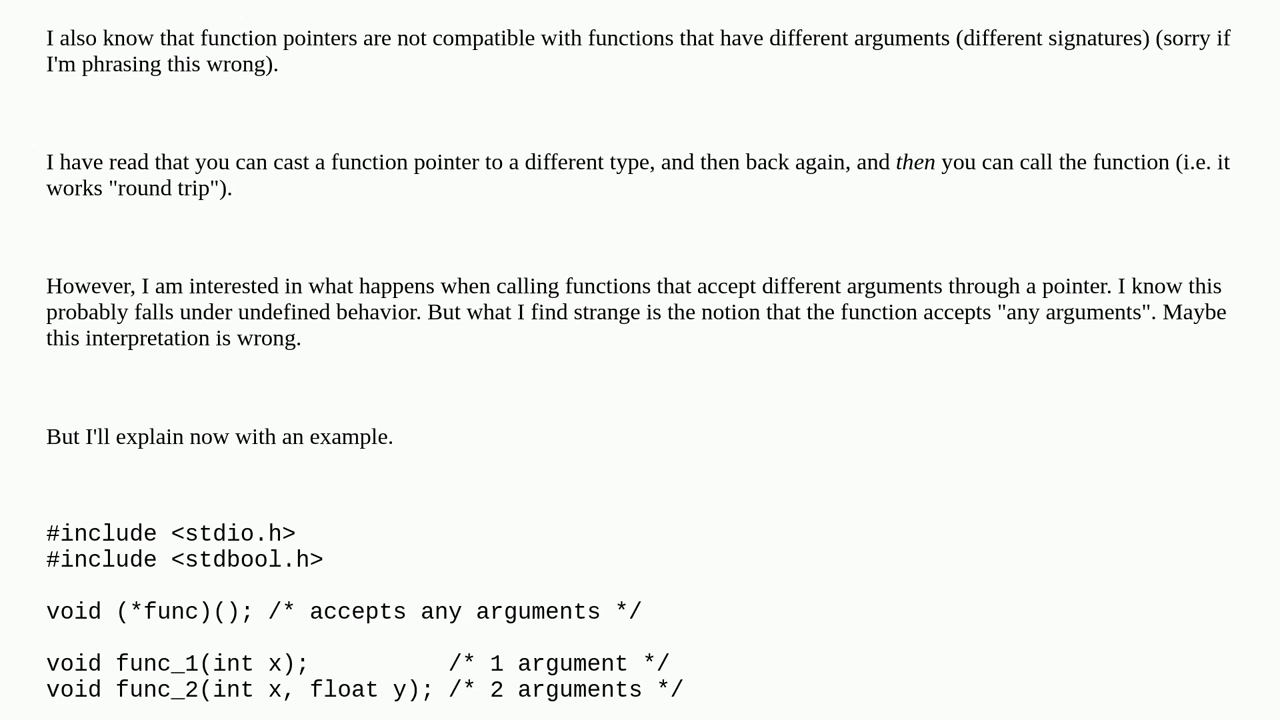 I also know that function pointers are not compatible with functions that have different arguments (different signatures) (sorry if
I'm phrasing this wrong).
I have read that you can cast a function pointer to a different type, and then back again, and then you can call the function (i.e. it
works "round trip").
However, I am interested in what happens when calling functions that accept different arguments through a pointer. I know this
probably falls under undefined behavior. But what I find strange is the notion that the function accepts "any arguments". Maybe
this interpretation is wrong.
But I'll explain now with an example.
#include <stdio.h>
#include <stdbool.h>
void (*func)(); /* accepts any arguments */
void func_1(int x);          /* 1 argument */
void func_2(int x, float y); /* 2 arguments */